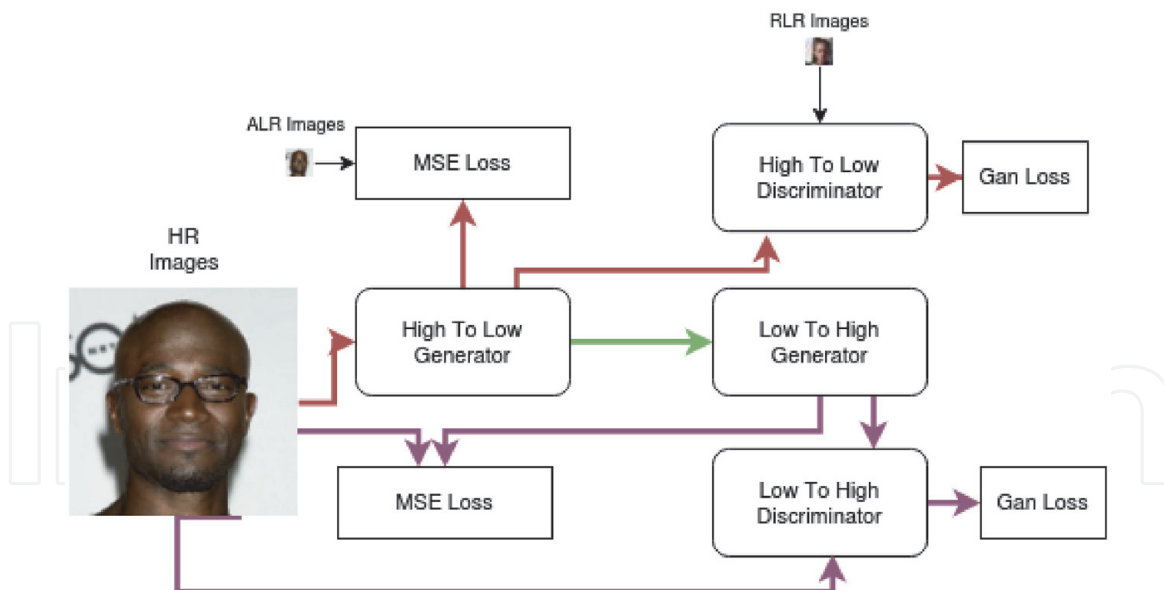 RLR Images
ALR Images
MSE Loss
High To Low
Discriminator
Gan Loss
HR
Images
High To Low
Generator
Low To High
Generator
MSE Loss
Low To High
Discriminator
Gan Loss